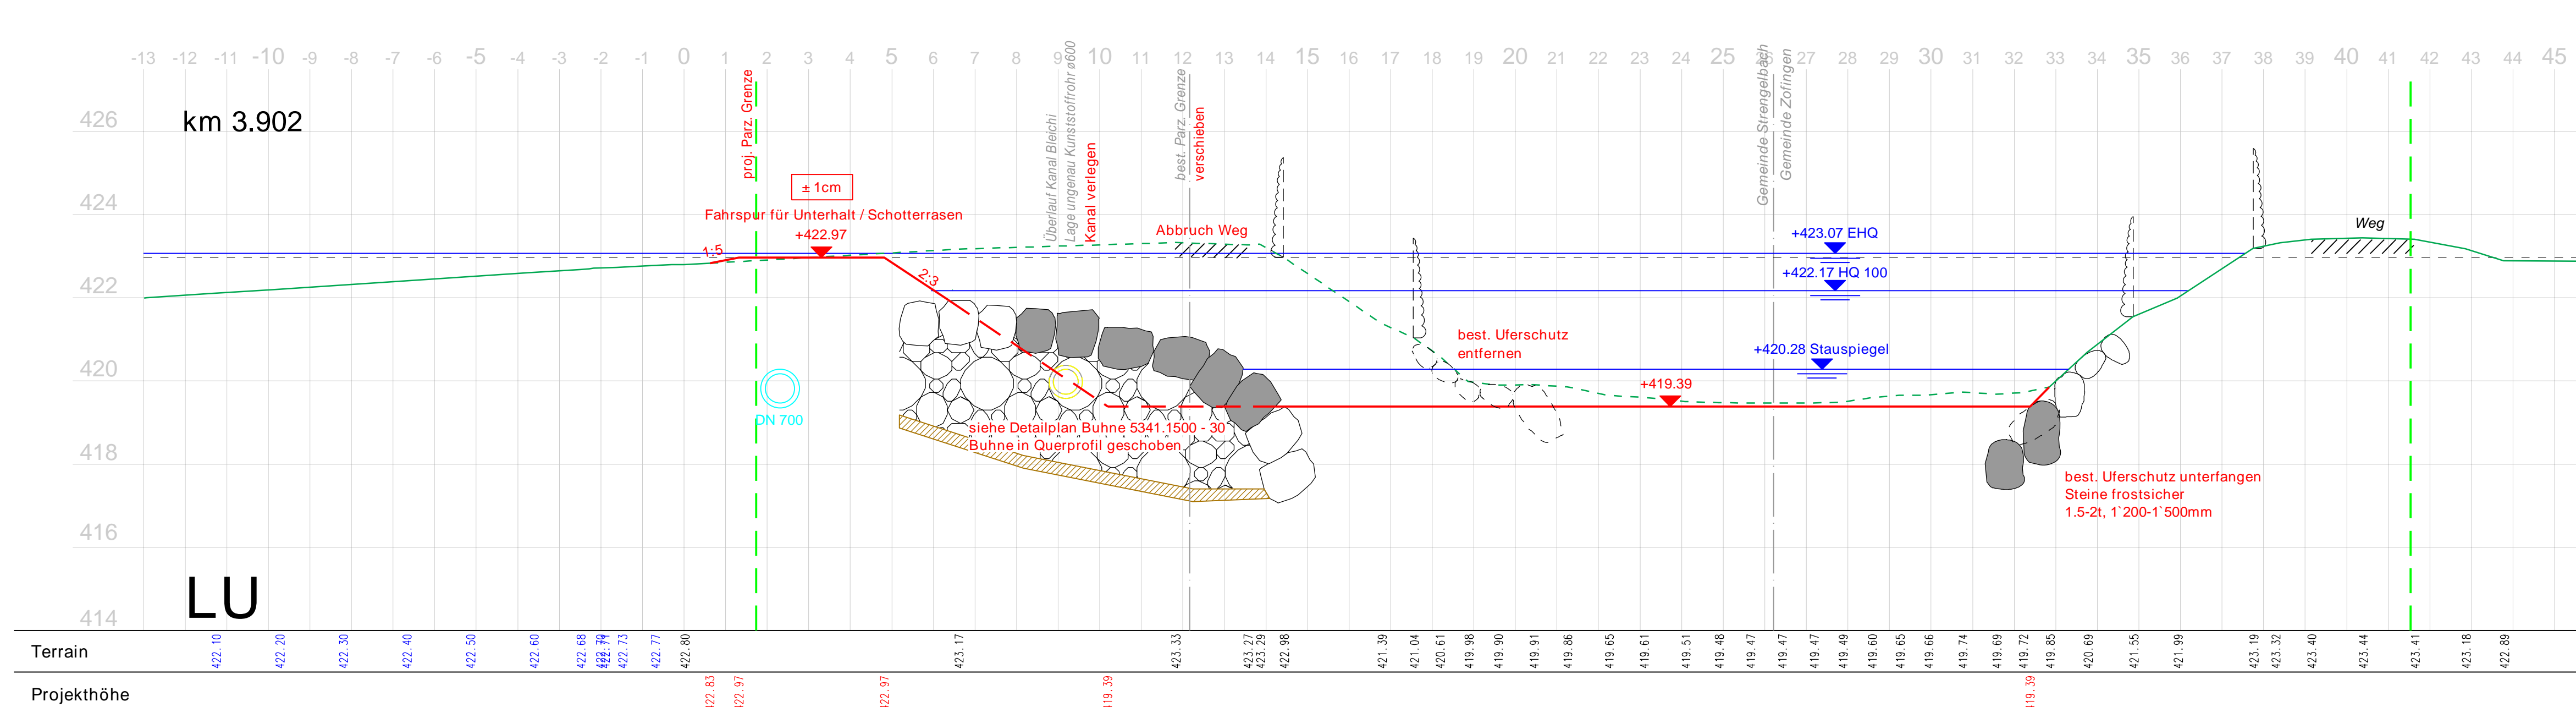 -13 -12 -11 -10 -9 -8 -7 -6 -5 -4 -3 -2 -1 0 1 2 3 4 5 6 7 8 9 10 11 12 13 14 15 16 17 18 19 20 21 22 23 24 25 26 27 28 29 30 31 32 33 34 35 36 37 38 39 40 41 42 43 44 45
km 3.902
426
424
422
420
418
416
414
LU
proj. Parz. Grenze
± 1cm
Fahrspur für Unterhalt / Schotterrasen
+422.97
1:5
2:3
Überlauf Kanal Bleichi
Lage ungenau Kunststoffrohr ø600
Kanal verlegen
best. Parz. Grenze
verschieben
Abbruch Weg
Gemeinde Strengelbach
Gemeinde Zofingen
+423.07 EHQ
+422.17 HQ 100
+420.28 Stauspiegel
+419.39
best. Uferschutz
entfernen
Weg
DN 700
siehe Detailplan Buhne 5341.1500 - 30
Buhne in Querprofil geschoben
best. Uferschutz unterfangen
Steine frostsicher
1.5-2t, 1`200-1`500mm
Terrain
422.10 422.20 422.30 422.40 422.50 422.60 422.68 422.71 422.73 422.77 422.80 423.17 423.33 423.27 423.29 422.98 421.39 421.04 420.61 419.98 419.90 419.91 419.86 419.65 419.61 419.51 419.48 419.47 419.47 419.47 419.49 419.60 419.65 419.66 419.74 419.69 419.72 419.85 420.69 421.55 421.99 423.19 423.32 423.40 423.44 423.41 423.18 422.89
Projekthöhe
422.83 422.97 422.97 419.39 419.39